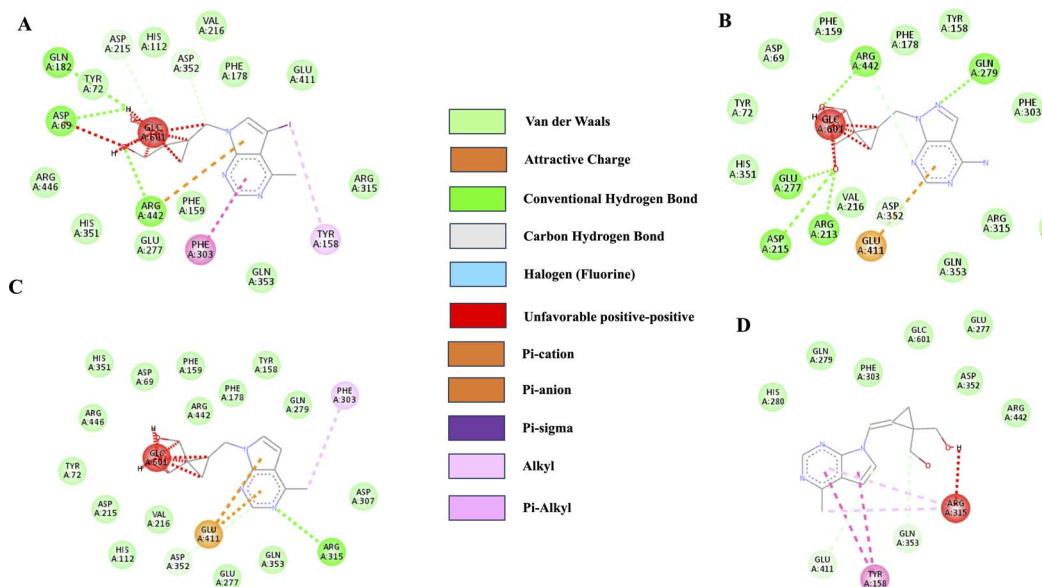 A
VAL
A:216
ASP
A:215
HIS
A:112
GLN
A:182
ASP
A:352
TYR
A:72
PHE
A:178
GLU
A:411
ASP
A:69
H
GLC
A:601
H
I
N
N
N
ARG
A:446
ARG
A:442
PHE
A:159
ARG
A:315
HIS
A:351
GLU
A:277
PHE
A:303
TYR
A:158
GLN
A:353
B
PHE
A:159
TYR
A:158
ASP
A:69
ARG
A:442
PHE
A:178
GLN
A:279
TYR
A:72
H
GLC
A:601
N
N
PHE
A:303
N
N
N
HIS
A:351
O
GLU
A:277
VAL
A:216
ASP
A:352
ARG
A:315
ASP
A:215
ARG
A:213
GLU
A:411
GLN
A:353
Van der Waals
Attractive Charge
Conventional Hydrogen Bond
Carbon Hydrogen Bond
Halogen (Fluorine)
Unfavorable positive-positive
Pi-cation
Pi-anion
Pi-sigma
Alkyl
Pi-Alkyl
C
HIS
A:351
ASP
A:69
PHE
A:159
TYR
A:158
PHE
A:178
GLN
A:279
PHE
A:303
ARG
A:446
ARG
A:442
H
GLC
A:601
H
N
N
N
TYR
A:72
ASP
A:215
VAL
A:216
GLU
A:411
ASP
A:307
HIS
A:112
ASP
A:352
GLU
A:277
GLN
A:353
ARG
A:315
D
GLC
A:601
GLU
A:277
GLN
A:279
PHE
A:303
ASP
A:352
HIS
A:280
ARG
A:442
H
O
O
N
N
N
ARG
A:315
GLN
A:353
GLU
A:411
TYR
A:158